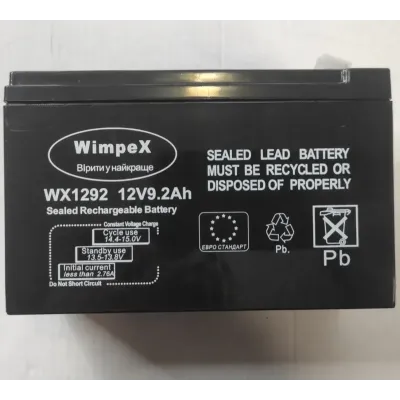 WimpeX
Вірити у найкраще
WX1292 12V9.2Ah
Sealed Rechargeable Battery
Constant Voltage Charge
Cycle use
14.4-15.0V
Standby use
13.5-13.8V
Initial current
less than 2.76A
Do Not Short Circuit
SEALED LEAD BATTERY
MUST BE RECYCLED OR
DISPOSED OF PROPERLY
ЕВРО СТАНДАРТ
Pb.
Pb